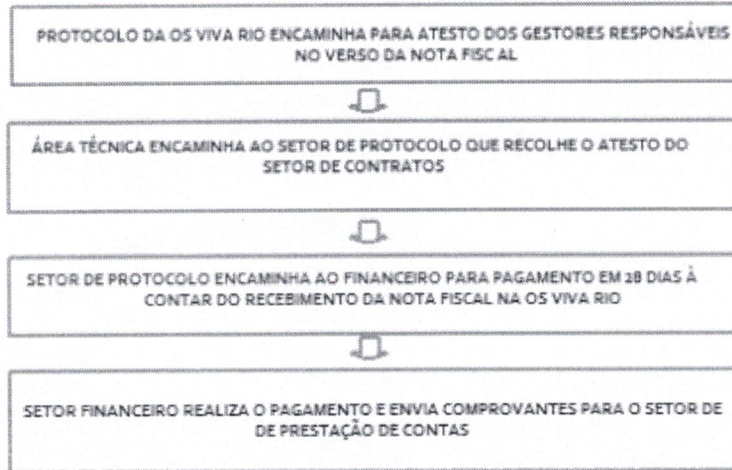 PROTOCOLO DA OS VIVA RIO ENCAMINHA PARA ATESTO DOS GESTORES RESPONSÁVEIS
NO VERSO DA NOTA FISCAL
ÁREA TÉCNICA ENCAMINHA AO SETOR DE PROTOCOLO QUE RECOLHE O ATESTO DO
SETOR DE CONTRATOS
SETOR DE PROTOCOLO ENCAMINHA AO FINANCEIRO PARA PAGAMENTO EM 28 DIAS À
CONTAR DO RECEBIMENTO DA NOTA FISCAL NA OS VIVA RIO
SETOR FINANCEIRO REALIZA O PAGAMENTO E ENVIA COMPROVANTES PARA O SETOR DE
DE PRESTAÇÃO DE CONTAS